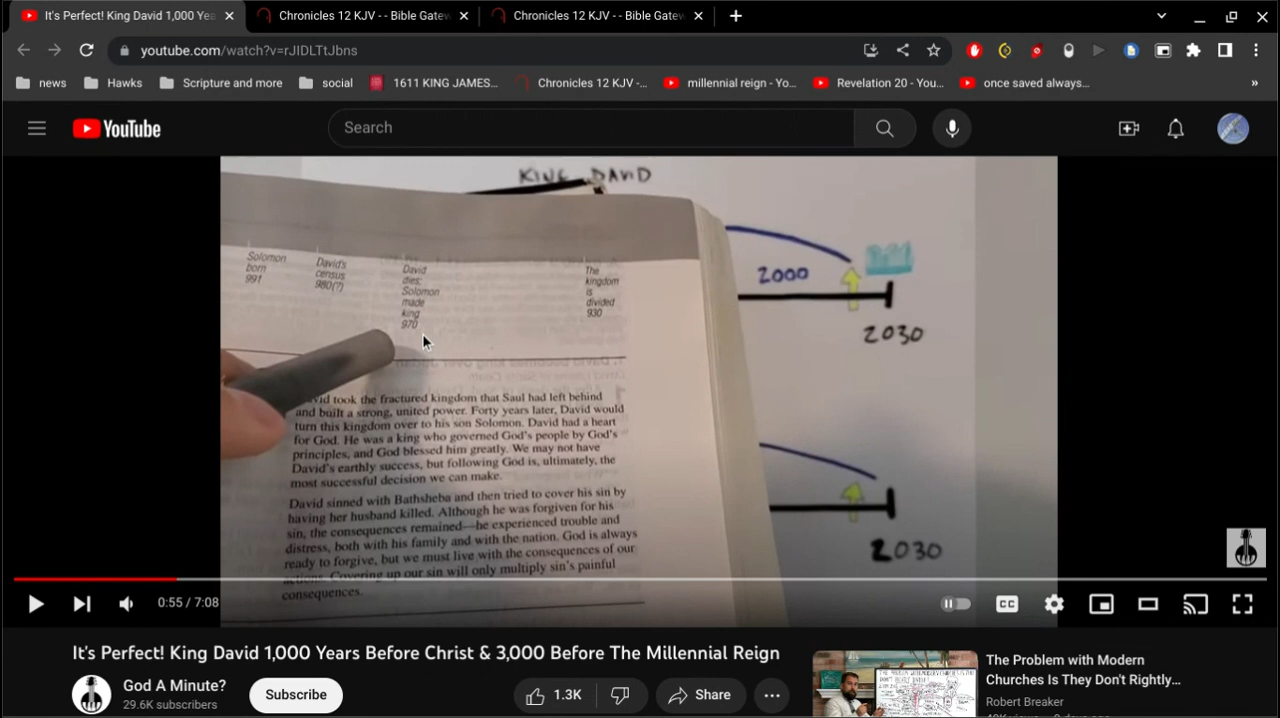 It's Perfect! King David 1,000 Yea
Chronicles 12 KJV - - Bible Gatew
Chronicles 12 KJV - - Bible Gatew
youtube.com/watch?v=rJIDLTtJbns
news
Hawks
Scripture and more
social
1611 KING JAMES...
Chronicles 12 KJV -...
millennial reign - Yo...
Revelation 20 - You...
once saved always...
»
YouTube
Search
KING DAVID
Solomon
born
991
David's
census
980(?)
David
dies;
Solomon
made
king
970
The
kingdom
is
divided
930
2000
2030
vid took the fractured kingdom that Saul had left behind
and built a strong, united power. Forty years later, David would
turn this kingdom over to his son Solomon. David had a heart
for God. He was a king who governed God's people by God's
principles, and God blessed him greatly. We may not have
David's earthly success, but following God is, ultimately, the
most successful decision we can make.
David sinned with Bathsheba and then tried to cover his sin by
having her husband killed. Although he was forgiven for his
sin, the consequences remained—he experienced trouble and
distress, both with his family and with the nation. God is always
ready to forgive, but we must live with the consequences of our
actions. Covering up our sin will only multiply sin's painful
consequences.
2030
0:55 / 7:08
CC
It's Perfect! King David 1,000 Years Before Christ & 3,000 Before The Millennial Reign
God A Minute?
29.6K subscribers
Subscribe
1.3K
Share
The Problem with Modern
Churches Is They Don't Rightly...
Robert Breaker